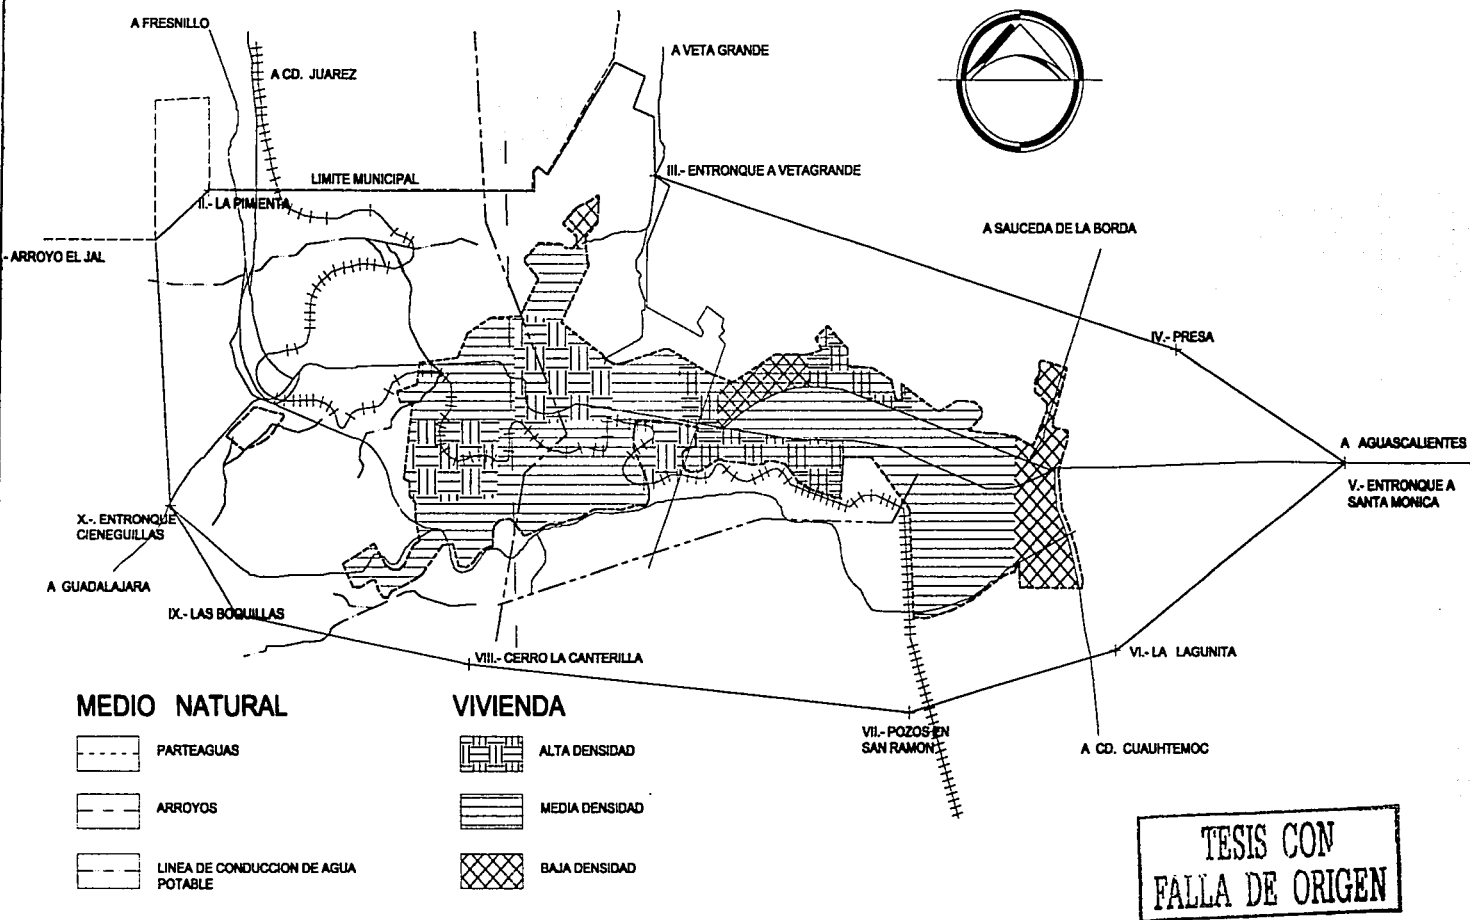 A FRESNILLO
A CD. JUAREZ
A VETA GRANDE
LIMITE MUNICIPAL
III.- ENTRONQUE A VETAGRANDE
II.- LA PIMIENTA
A SAUCEDA DE LA BORDA
.- ARROYO EL JAL
IV.- PRESA
A AGUASCALIENTES
V.- ENTRONQUE A
SANTA MONICA
X.-. ENTRONQUE
CIENEGUILLAS
A GUADALAJARA
IX.- LAS BOQUILLAS
VIII.- CERRO LA CANTERILLA
VI.- LA LAGUNITA
VII.- POZOS EN
SAN RAMON
A CD. CUAUHTEMOC
MEDIO NATURAL
PARTEAGUAS
ARROYOS
LINEA DE CONDUCCION DE AGUA
POTABLE
VIVIENDA
ALTA DENSIDAD
MEDIA DENSIDAD
BAJA DENSIDAD
TESIS CON
FALLA DE ORIGEN